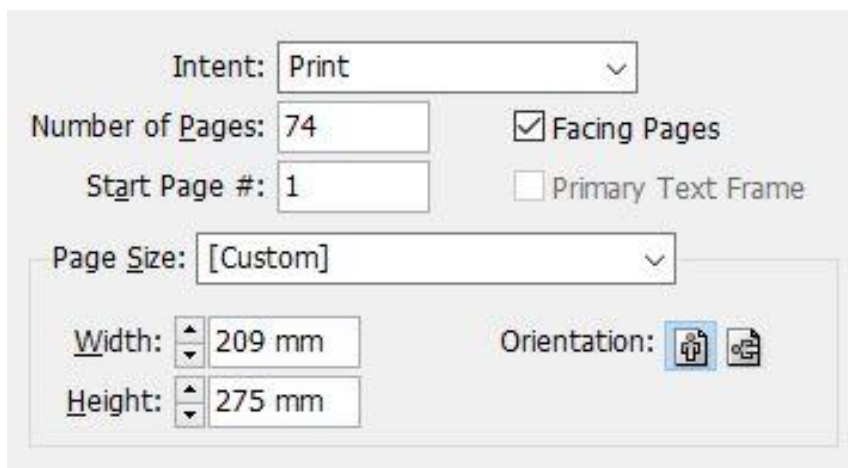 Intent: Print
Number of Pages: 74 Facing Pages
Start Page #: 1 Primary Text Frame
Page Size: [Custom]
Width: 209 mm Orientation:
Height: 275 mm